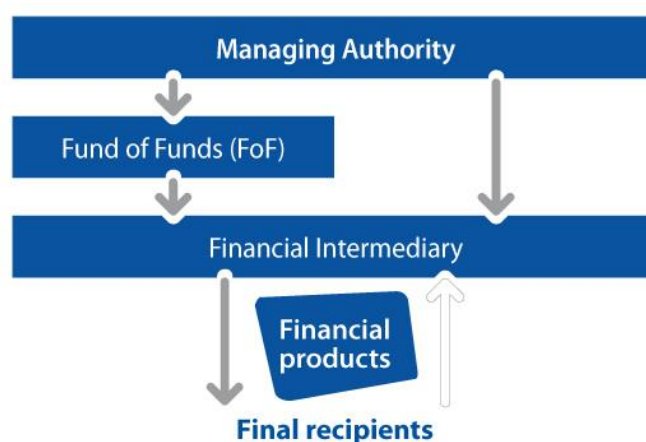 Managing Authority
Fund of Funds (FoF)
Financial Intermediary
Financial
products
Final recipients